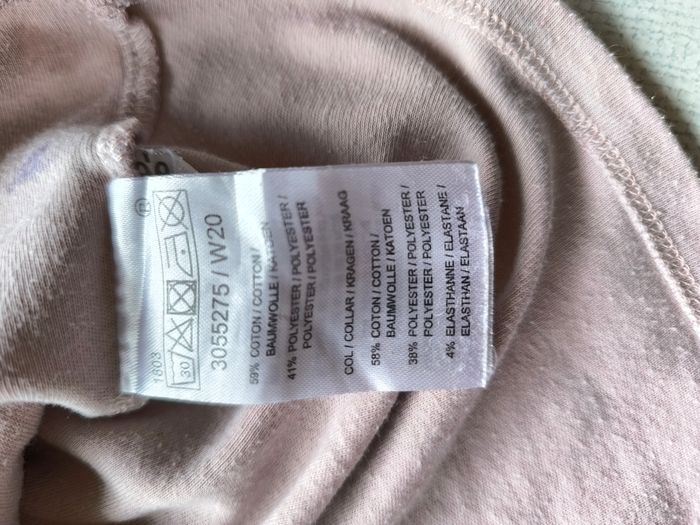 1803
30
3055275 / W20
59% COTON / COTTON /
BAUMWOLLE / KATOEN
41% POLYESTER / POLYESTER /
POLYESTER / POLYESTER
COL / COLLAR / KRAGEN / KRAAG
58% COTON / COTTON /
BAUMWOLLE / KATOEN
38% POLYESTER / POLYESTER /
POLYESTER / POLYESTER
4% ELASTHANNE / ELASTANE /
ELASTHAN / ELASTAAN